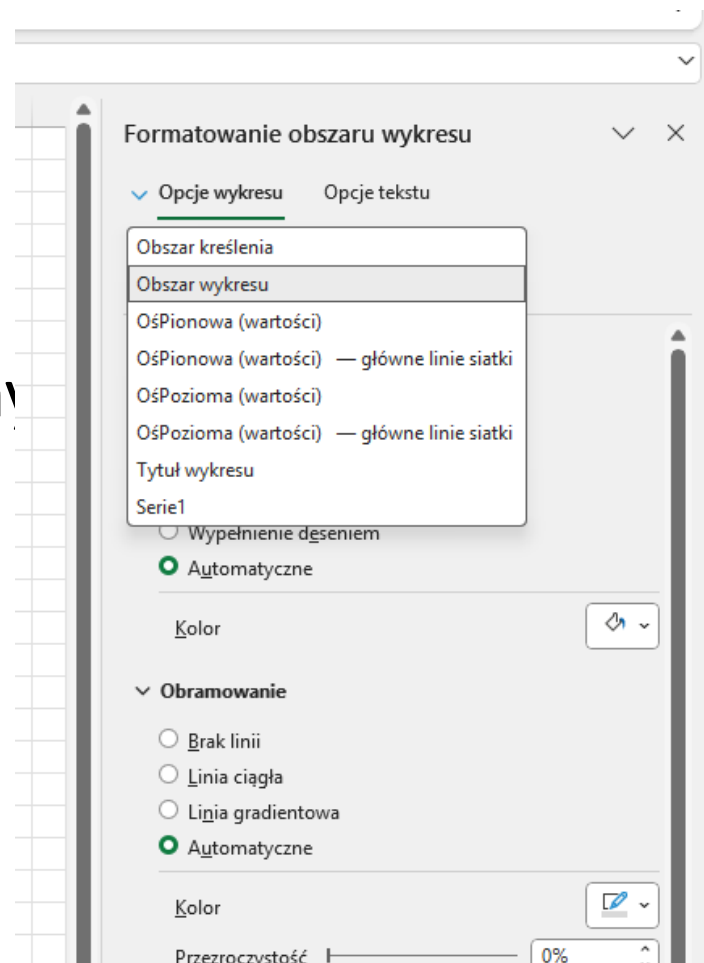 Formatowanie obszaru wykresu
Opcje wykresu Opcje tekstu
Obszar kreślenia
Obszar wykresu
OśPionowa (wartości)
OśPionowa (wartości) — główne linie siatki
OśPozioma (wartości)
OśPozioma (wartości) — główne linie siatki
Tytuł wykresu
Serie1
Wypełnienie deseniem
Automatyczne
Kolor
Obramowanie
Brak linii
Linia ciągła
Linia gradientowa
Automatyczne
Kolor
Przezroczystość 0%